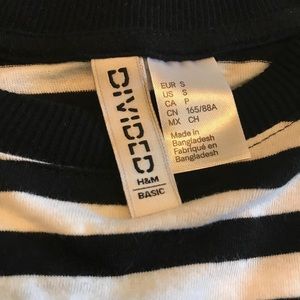 DIVIDED
H&M
BASIC
EUR S
US S
CA P
CN 165/88A
MX CH
Made in
Bangladesh
Fabriqué en
Bangladesh